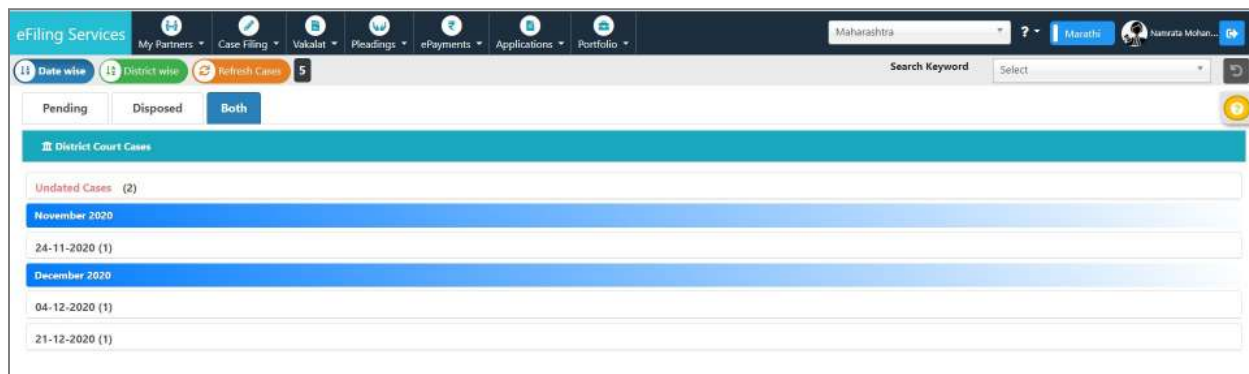 eFiling Services My Partners Case Filing Vakalat Pleadings ePayments Applications Portfolio Maharashtra ? Marathi Namrata Mohan...
Date wise District wise Refresh Cases 5 Search Keyword Select
Pending Disposed Both
District Court Cases
Undated Cases (2)
November 2020
24-11-2020 (1)
December 2020
04-12-2020 (1)
21-12-2020 (1)